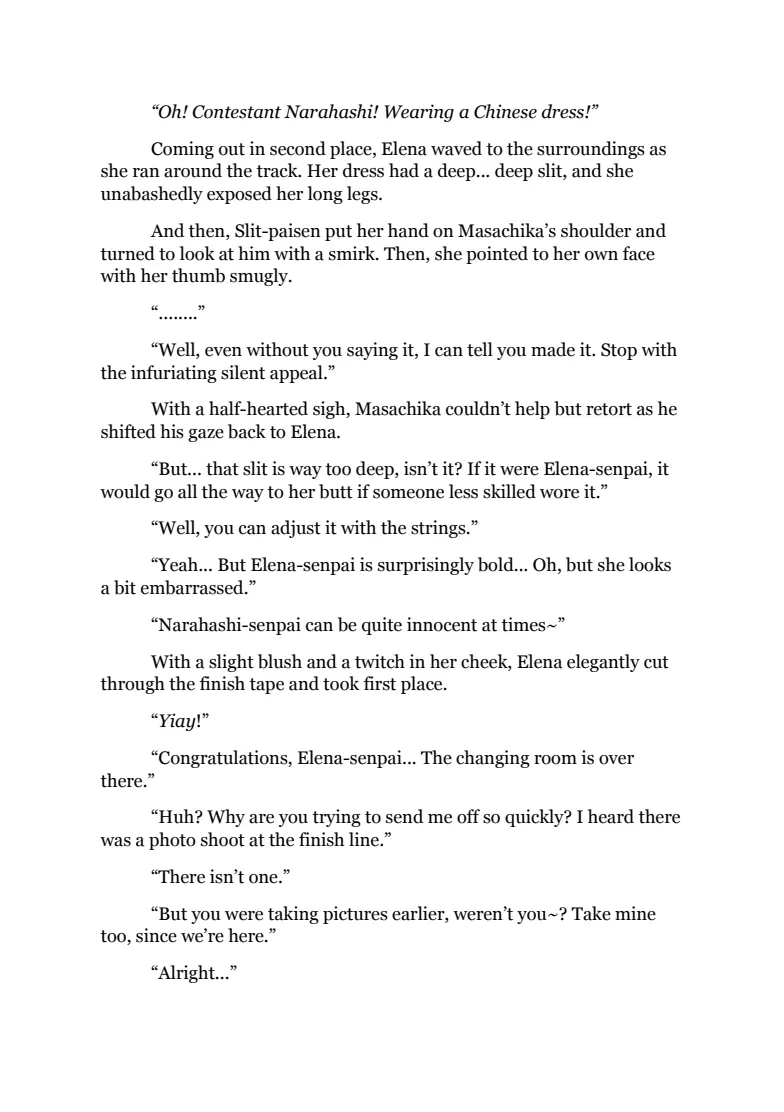 “Oh! Contestant Narahashi! Wearing a Chinese dress!”
Coming out in second place, Elena waved to the surroundings as
she ran around the track. Her dress had a deep... deep slit, and she
unabashedly exposed her long legs.
And then, Slit-paisen put her hand on Masachika’s shoulder and
turned to look at him with a smirk. Then, she pointed to her own face
with her thumb smugly.
“........”
“Well, even without you saying it, I can tell you made it. Stop with
the infuriating silent appeal.”
With a half-hearted sigh, Masachika couldn’t help but retort as he
shifted his gaze back to Elena.
“But... that slit is way too deep, isn’t it? If it were Elena-senpai, it
would go all the way to her butt if someone less skilled wore it.”
“Well, you can adjust it with the strings.”
“Yeah... But Elena-senpai is surprisingly bold... Oh, but she looks
a bit embarrassed.”
“Narahashi-senpai can be quite innocent at times~”
With a slight blush and a twitch in her cheek, Elena elegantly cut
through the finish tape and took first place.
“Yiay!”
“Congratulations, Elena-senpai... The changing room is over
there.”
“Huh? Why are you trying to send me off so quickly? I heard there
was a photo shoot at the finish line.”
“There isn’t one.”
“But you were taking pictures earlier, weren’t you~? Take mine
too, since we’re here.”
“Alright...”